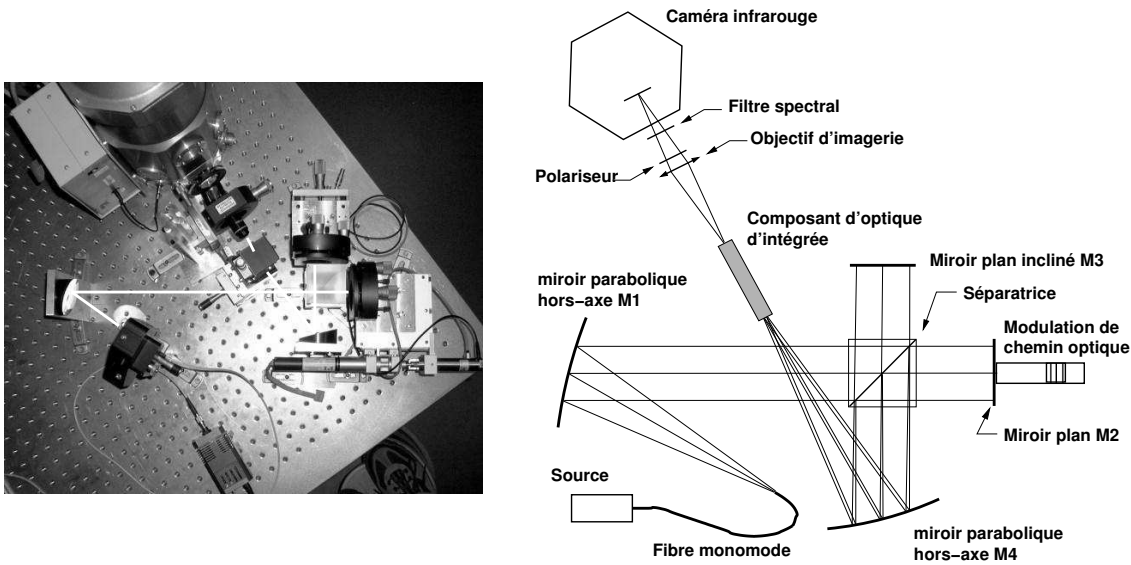 Caméra infrarouge
Filtre spectral
Objectif d'imagerie
Polariseur
Composant d'optique
d'intégrée
miroir parabolique
hors−axe M1
Miroir plan incliné M3
Séparatrice
Modulation de
chemin optique
Miroir plan M2
Source
Fibre monomode
miroir parabolique
hors−axe M4